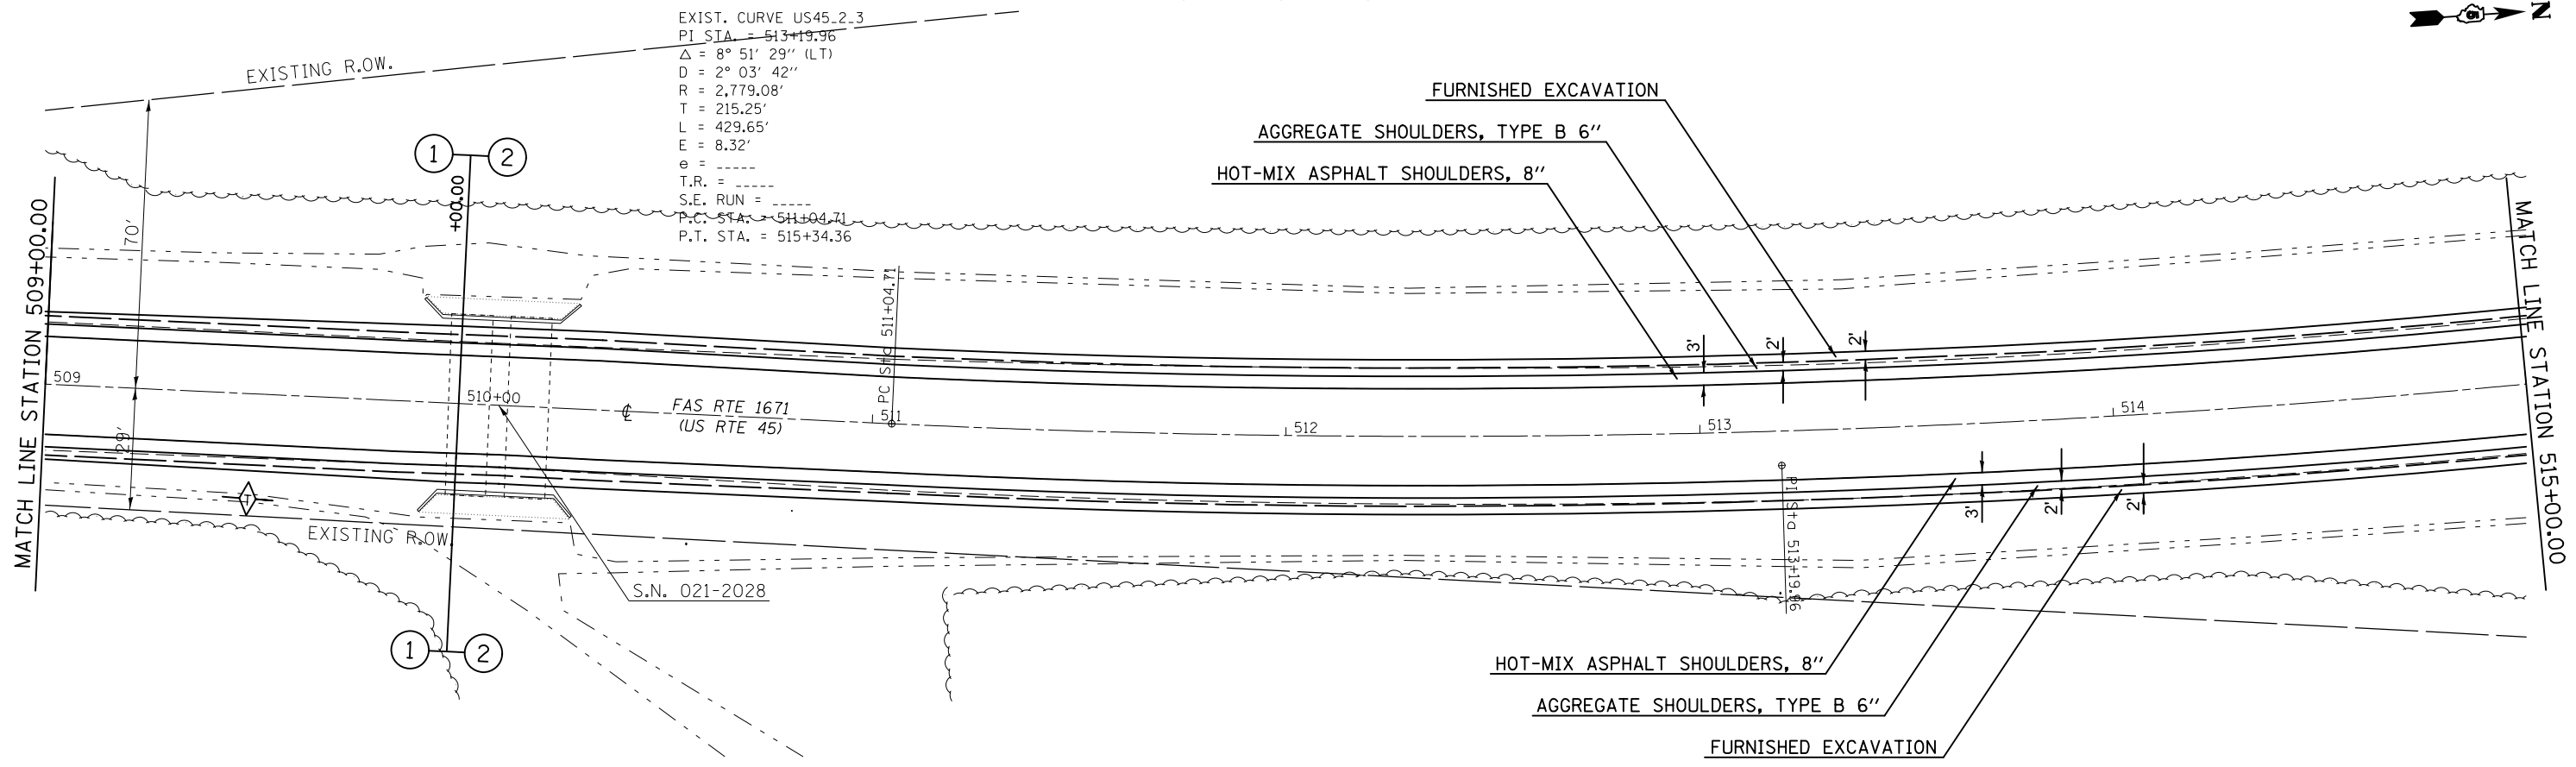 EXIST. CURVE US45_2_3
PI STA. = 513+19.96
△ = 8° 51' 29'' (LT)
D = 2° 03' 42''
R = 2,779.08'
T = 215.25'
L = 429.65'
E = 8.32'
e = _____
T.R. = _____
S.E. RUN = _____
P.C. STA. = 511+04.71
P.T. STA. = 515+34.36
N
EXISTING R.OW.
FURNISHED EXCAVATION
AGGREGATE SHOULDERS, TYPE B 6''
HOT-MIX ASPHALT SHOULDERS, 8''
1
2
+00.00
70'
29'
MATCH LINE STATION 509+00.00
MATCH LINE STATION 515+00.00
PC Sta 511+04.71
3'
2'
2'
509
510+00
℄
FAS RTE 1671
(US RTE 45)
511
512
513
514
PI Sta 513+19.96
3'
2'
2'
T
EXISTING R.OW.
S.N. 021-2028
1
2
HOT-MIX ASPHALT SHOULDERS, 8''
AGGREGATE SHOULDERS, TYPE B 6''
FURNISHED EXCAVATION